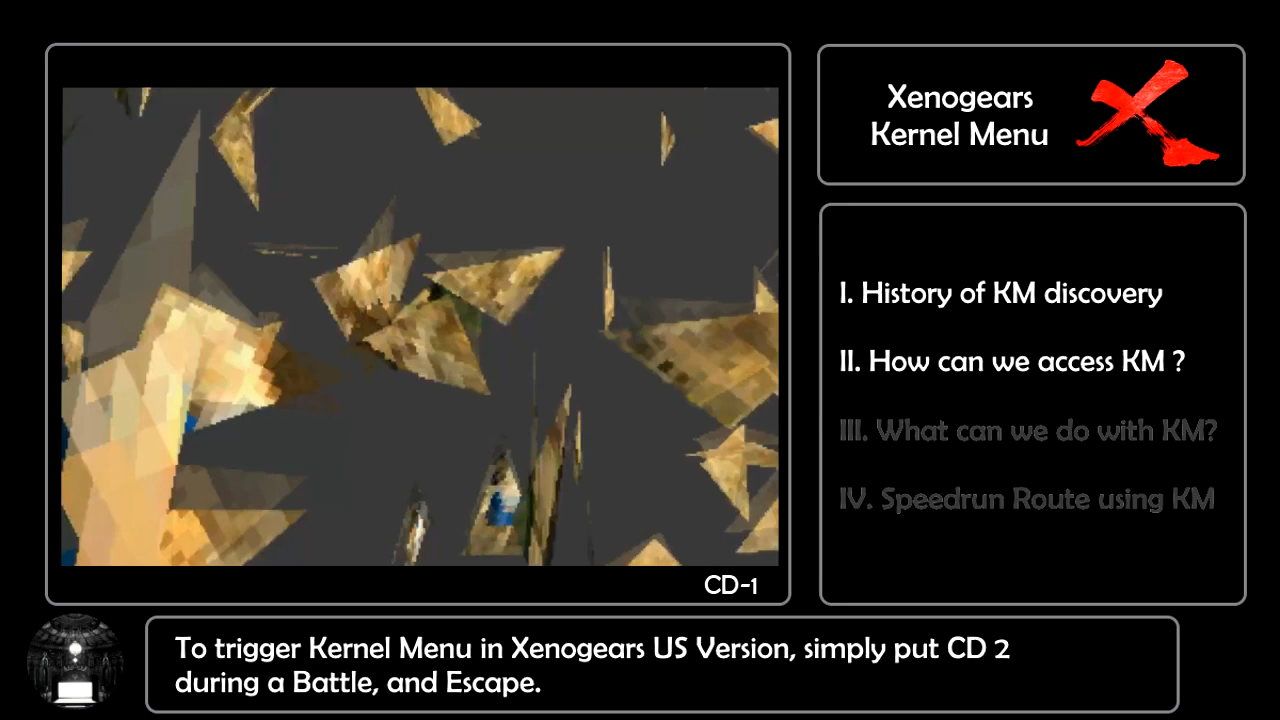 Xenogears
Kernel Menu
I. History of KM discovery
II. How can we access KM ?
III. What can we do with KM?
IV. Speedrun Route using KM
CD-1
To trigger Kernel Menu in Xenogears US Version, simply put CD 2
during a Battle, and Escape.